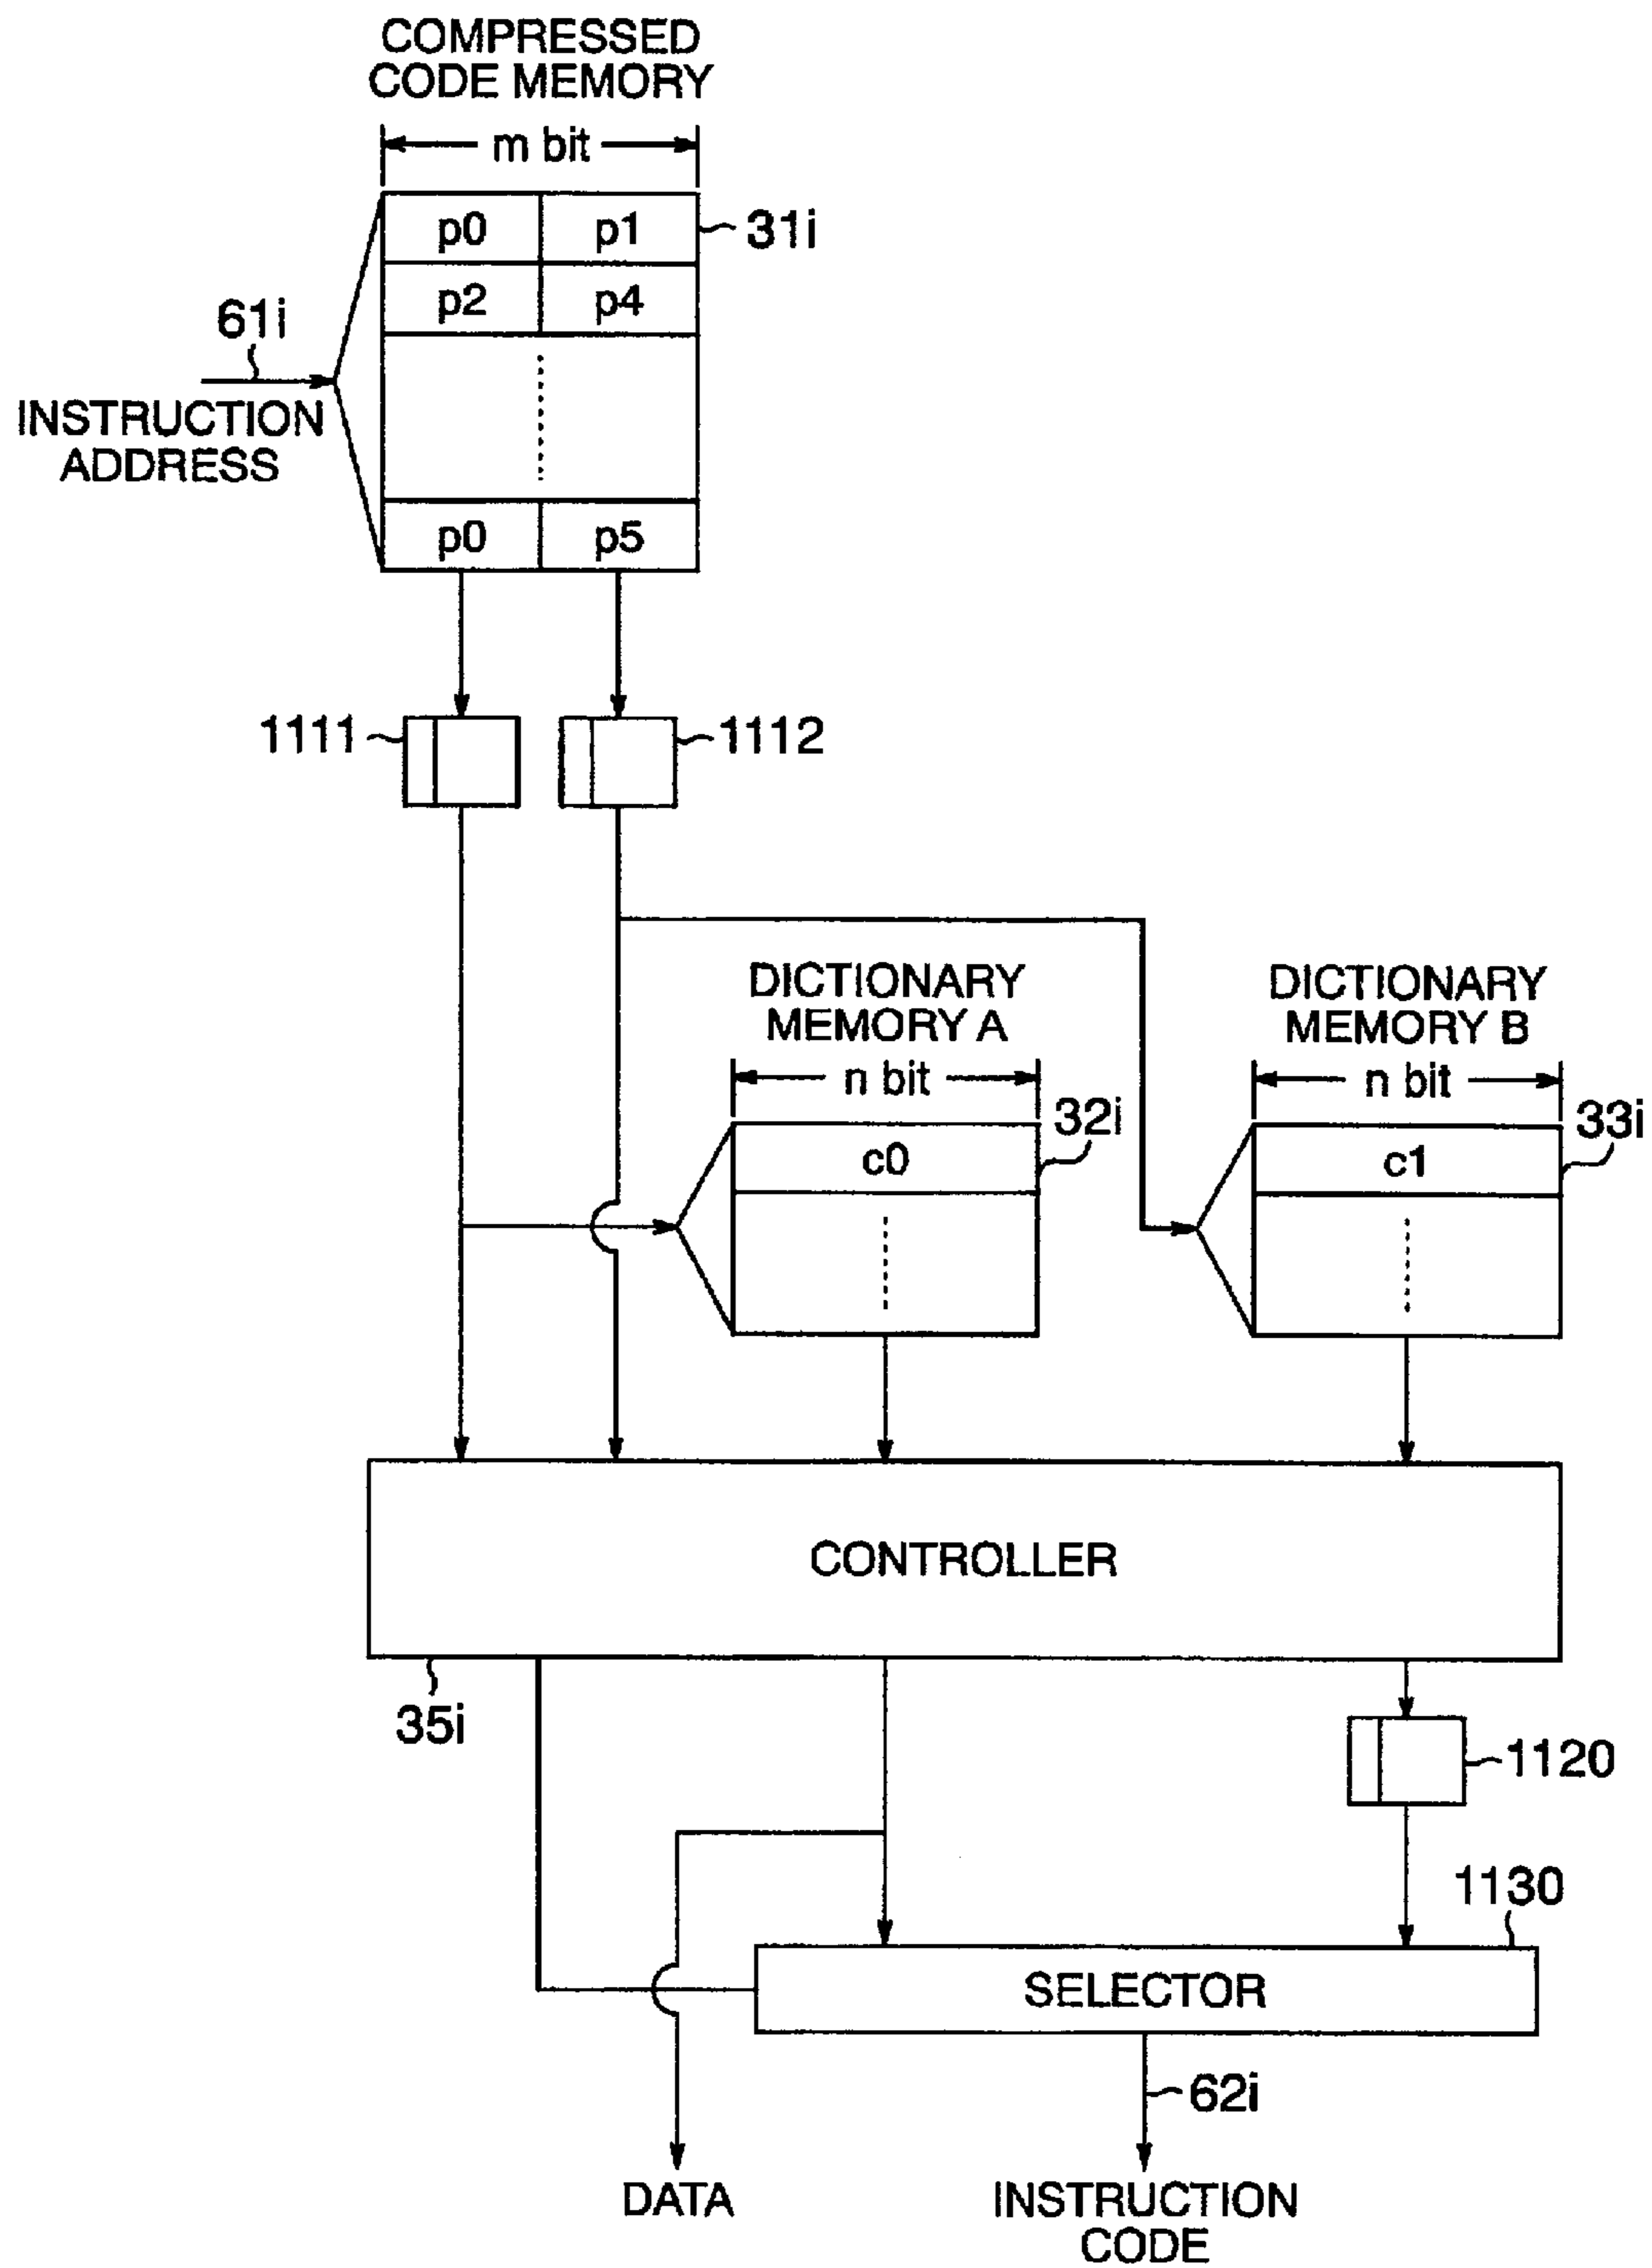 COMPRESSED
CODE MEMORY
m bit
p0 p1
31i
p2 p4
61i
INSTRUCTION
ADDRESS
p0 p5
1111
1112
DICTIONARY
MEMORY A
DICTIONARY
MEMORY B
n bit
n bit
32i
33i
c0
c1
CONTROLLER
35i
1120
1130
SELECTOR
62i
DATA
INSTRUCTION
CODE